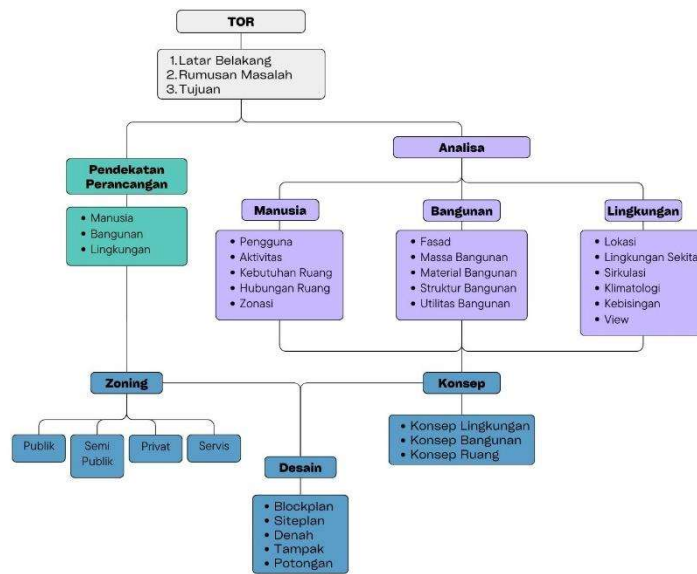 TOR
1. Latar Belakang
2. Rumusan Masalah
3. Tujuan
Analisa
Pendekatan
Perancangan
• Manusia
• Bangunan
• Lingkungan
Manusia
• Pengguna
• Aktivitas
• Kebutuhan Ruang
• Hubungan Ruang
• Zonasi
Bangunan
• Fasad
• Massa Bangunan
• Material Bangunan
• Struktur Bangunan
• Utilitas Bangunan
Lingkungan
• Lokasi
• Lingkungan Sekita
• Sirkulasi
• Klimatologi
• Kebisingan
• View
Zoning
Publik
Semi
Publik
Privat
Servis
Konsep
• Konsep Lingkungan
• Konsep Bangunan
• Konsep Ruang
Desain
• Blockplan
• Siteplan
• Denah
• Tampak
• Potongan